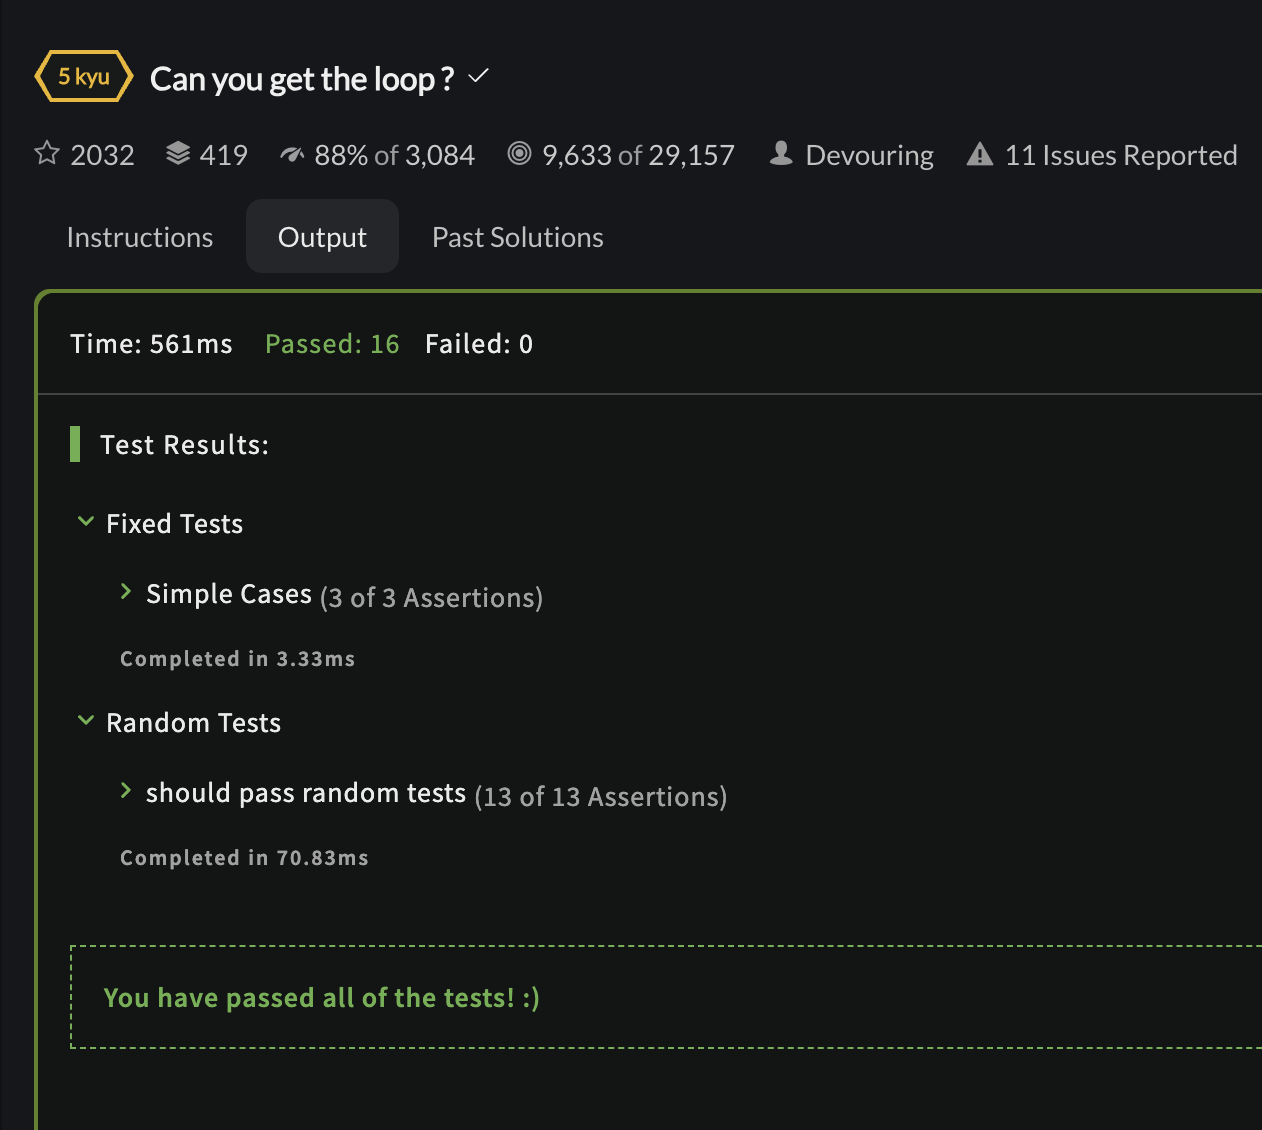 5 kyu Can you get the loop ?
2032 419 88% of 3,084 9,633 of 29,157 Devouring 11 Issues Reported
Instructions Output Past Solutions
Time: 561ms Passed: 16 Failed: 0
Test Results:
Fixed Tests
Simple Cases (3 of 3 Assertions)
Completed in 3.33ms
Random Tests
should pass random tests (13 of 13 Assertions)
Completed in 70.83ms
You have passed all of the tests! :)